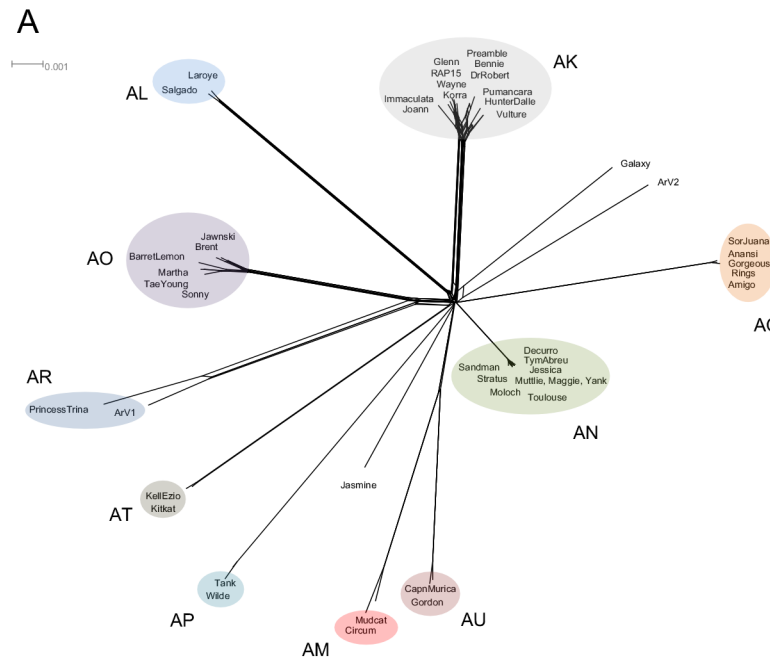 A
0.001
Laroye
Salgado
AL
Preamble
Glenn
Bennie
RAP15
DrRobert
Wayne
Korra
Pumancara
HunterDalle
Immaculata
Joann
Vulture
AK
Galaxy
ArV2
Jawnski
Brent
BarretLemon
Martha
TaeYoung
Sonny
AO
SorJuana
Anansi
Gorgeous
Rings
Amigo
Decurro
TymAbreu
Sandman
Jessica
Stratus
Muttlie, Maggie, Yank
Moloch
Toulouse
AN
AR
PrincessTrina
ArV1
Jasmine
KellEzio
Kitkat
AT
Tank
Wilde
AP
Mudcat
Circum
AM
CapnMurica
Gordon
AU